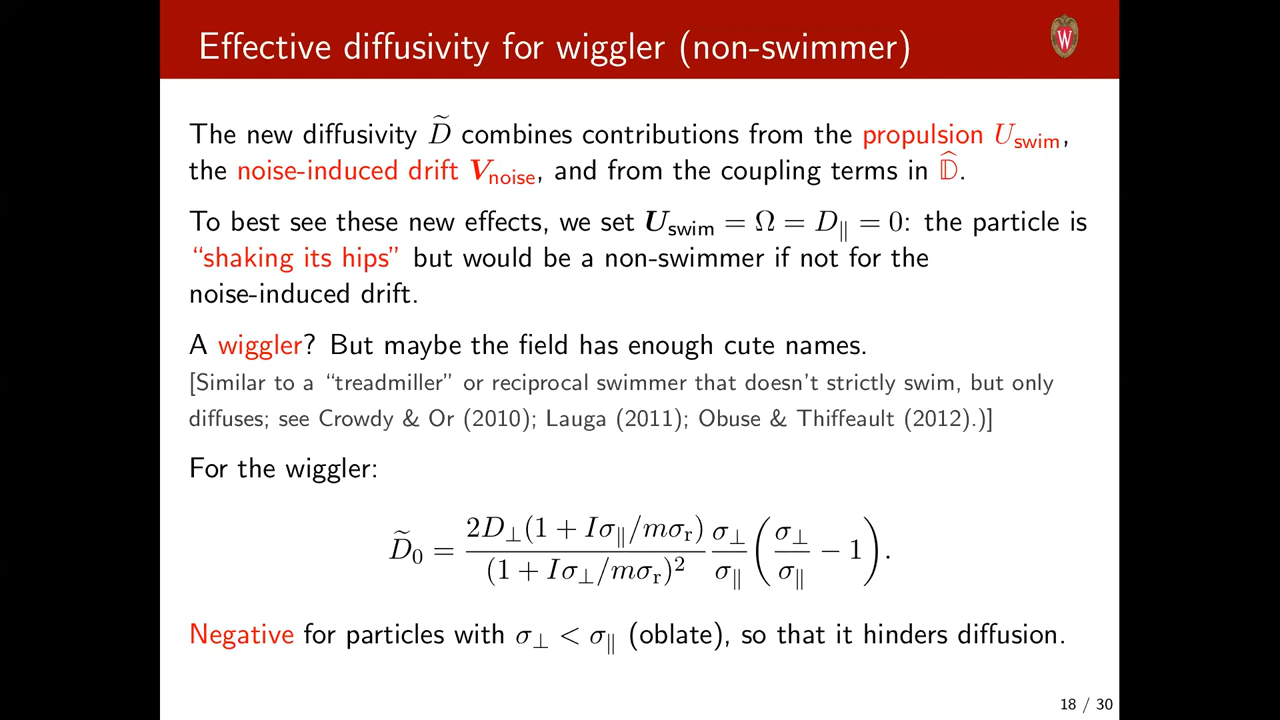 Effective diffusivity for wiggler (non-swimmer)
W
The new diffusivity D̃ combines contributions from the propulsion U_swim,
the noise-induced drift V_noise, and from the coupling terms in 𝔻̂.
To best see these new effects, we set U_swim = Ω = D_∥ = 0: the particle is
“shaking its hips” but would be a non-swimmer if not for the
noise-induced drift.
A wiggler? But maybe the field has enough cute names.
[Similar to a “treadmiller” or reciprocal swimmer that doesn't strictly swim, but only
diffuses; see Crowdy & Or (2010); Lauga (2011); Obuse & Thiffeault (2012).)]
For the wiggler:
D̃₀ = \frac{2D_⊥(1 + Iσ_∥/mσ_r)}{(1 + Iσ_⊥/mσ_r)²} \frac{σ_⊥}{σ_∥} (\frac{σ_⊥}{σ_∥} − 1).
Negative for particles with σ_⊥ < σ_∥ (oblate), so that it hinders diffusion.
18 / 30